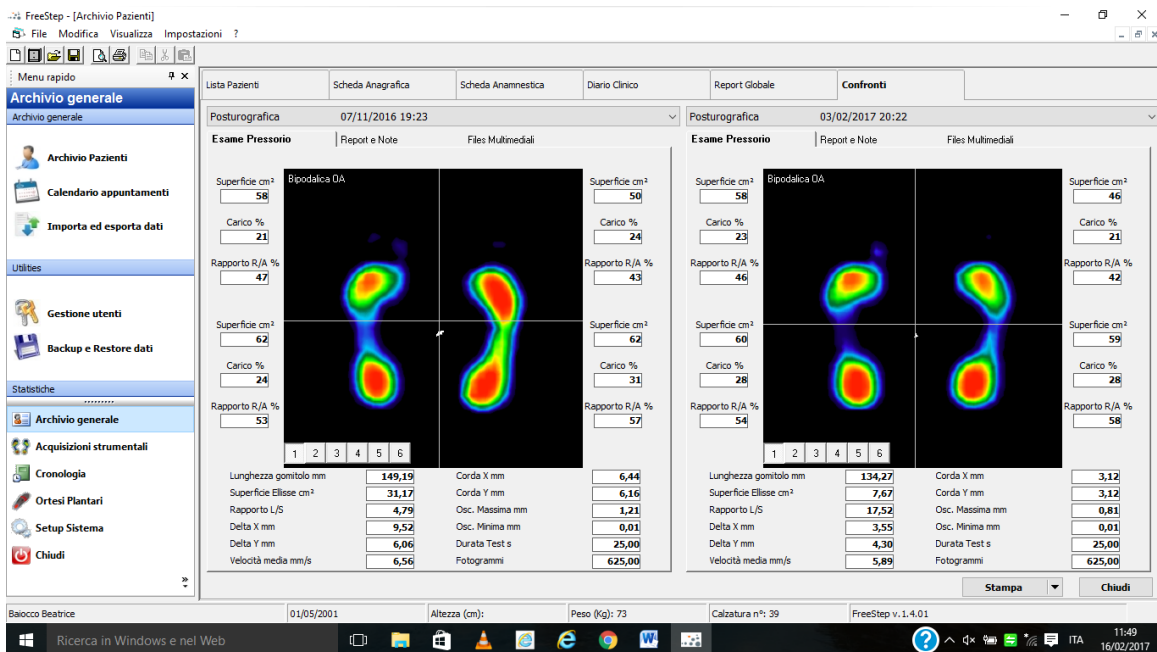 FreeStep - [Archivio Pazienti]
File Modifica Visualizza Impostazioni ?
Menu rapido
Archivio generale
Archivio generale
Archivio Pazienti
Calendario appuntamenti
Importa ed esporta dati
Utilities
Gestione utenti
Backup e Restore dati
Statistiche
Archivio generale
Acquisizioni strumentali
Cronologia
Ortesi Plantari
Setup Sistema
Chiudi
Lista Pazienti Scheda Anagrafica Scheda Anamnestica Diario Clinico Report Globale Confronti
Posturografica 07/11/2016 19:23
Esame Pressorio Report e Note Files Multimediali
Bipodalica OA
Superficie cm² 58
Carico % 21
Rapporto R/A % 47
Superficie cm² 62
Carico % 24
Rapporto R/A % 53
Superficie cm² 50
Carico % 24
Rapporto R/A % 43
Superficie cm² 62
Carico % 31
Rapporto R/A % 57
1 2 3 4 5 6
Lunghezza gomitolo mm 149,19 Corda X mm 6,44
Superficie Ellisse cm² 31,17 Corda Y mm 6,16
Rapporto L/S 4,79 Osc. Massima mm 1,21
Delta X mm 9,52 Osc. Minima mm 0,01
Delta Y mm 6,06 Durata Test s 25,00
Velocità media mm/s 6,56 Fotogrammi 625,00
Posturografica 03/02/2017 20:22
Esame Pressorio Report e Note Files Multimediali
Bipodalica OA
Superficie cm² 58
Carico % 23
Rapporto R/A % 46
Superficie cm² 60
Carico % 28
Rapporto R/A % 54
Superficie cm² 46
Carico % 21
Rapporto R/A % 42
Superficie cm² 59
Carico % 28
Rapporto R/A % 58
1 2 3 4 5 6
Lunghezza gomitolo mm 134,27 Corda X mm 3,12
Superficie Ellisse cm² 7,67 Corda Y mm 3,12
Rapporto L/S 17,52 Osc. Massima mm 0,81
Delta X mm 3,55 Osc. Minima mm 0,01
Delta Y mm 4,30 Durata Test s 25,00
Velocità media mm/s 5,89 Fotogrammi 625,00
Stampa Chiudi
Baiocco Beatrice 01/05/2001 Altezza (cm): Peso (Kg): 73 Calzatura n°: 39 FreeStep v.1.4.01
Ricerca in Windows e nel Web ITA 11:49
16/02/2017